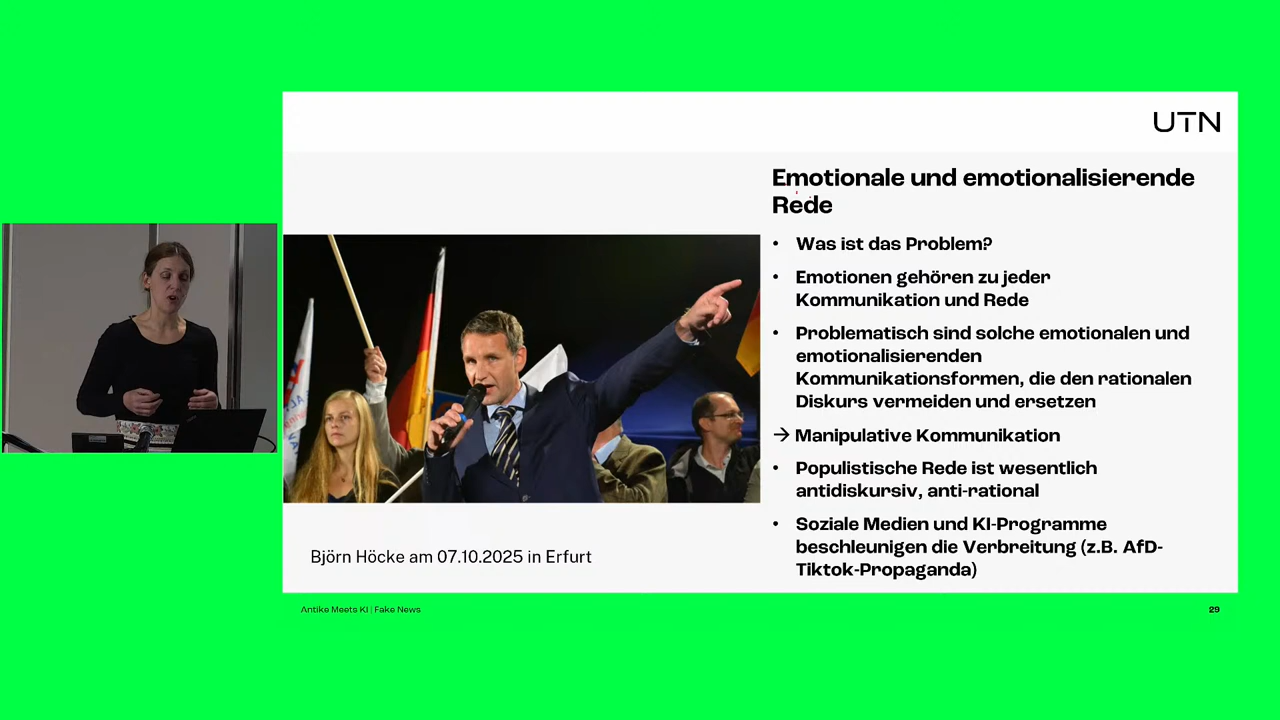 UTN
Emotionale und emotionalisierende
Rede
• Was ist das Problem?
• Emotionen gehören zu jeder
Kommunikation und Rede
• Problematisch sind solche emotionalen und
emotionalisierenden
Kommunikationsformen, die den rationalen
Diskurs vermeiden und ersetzen
→ Manipulative Kommunikation
• Populistische Rede ist wesentlich
antidiskursiv, anti-rational
• Soziale Medien und KI-Programme
beschleunigen die Verbreitung (z.B. AfD-
Tiktok-Propaganda)
Björn Höcke am 07.10.2025 in Erfurt
Antike Meets KI | Fake News
29